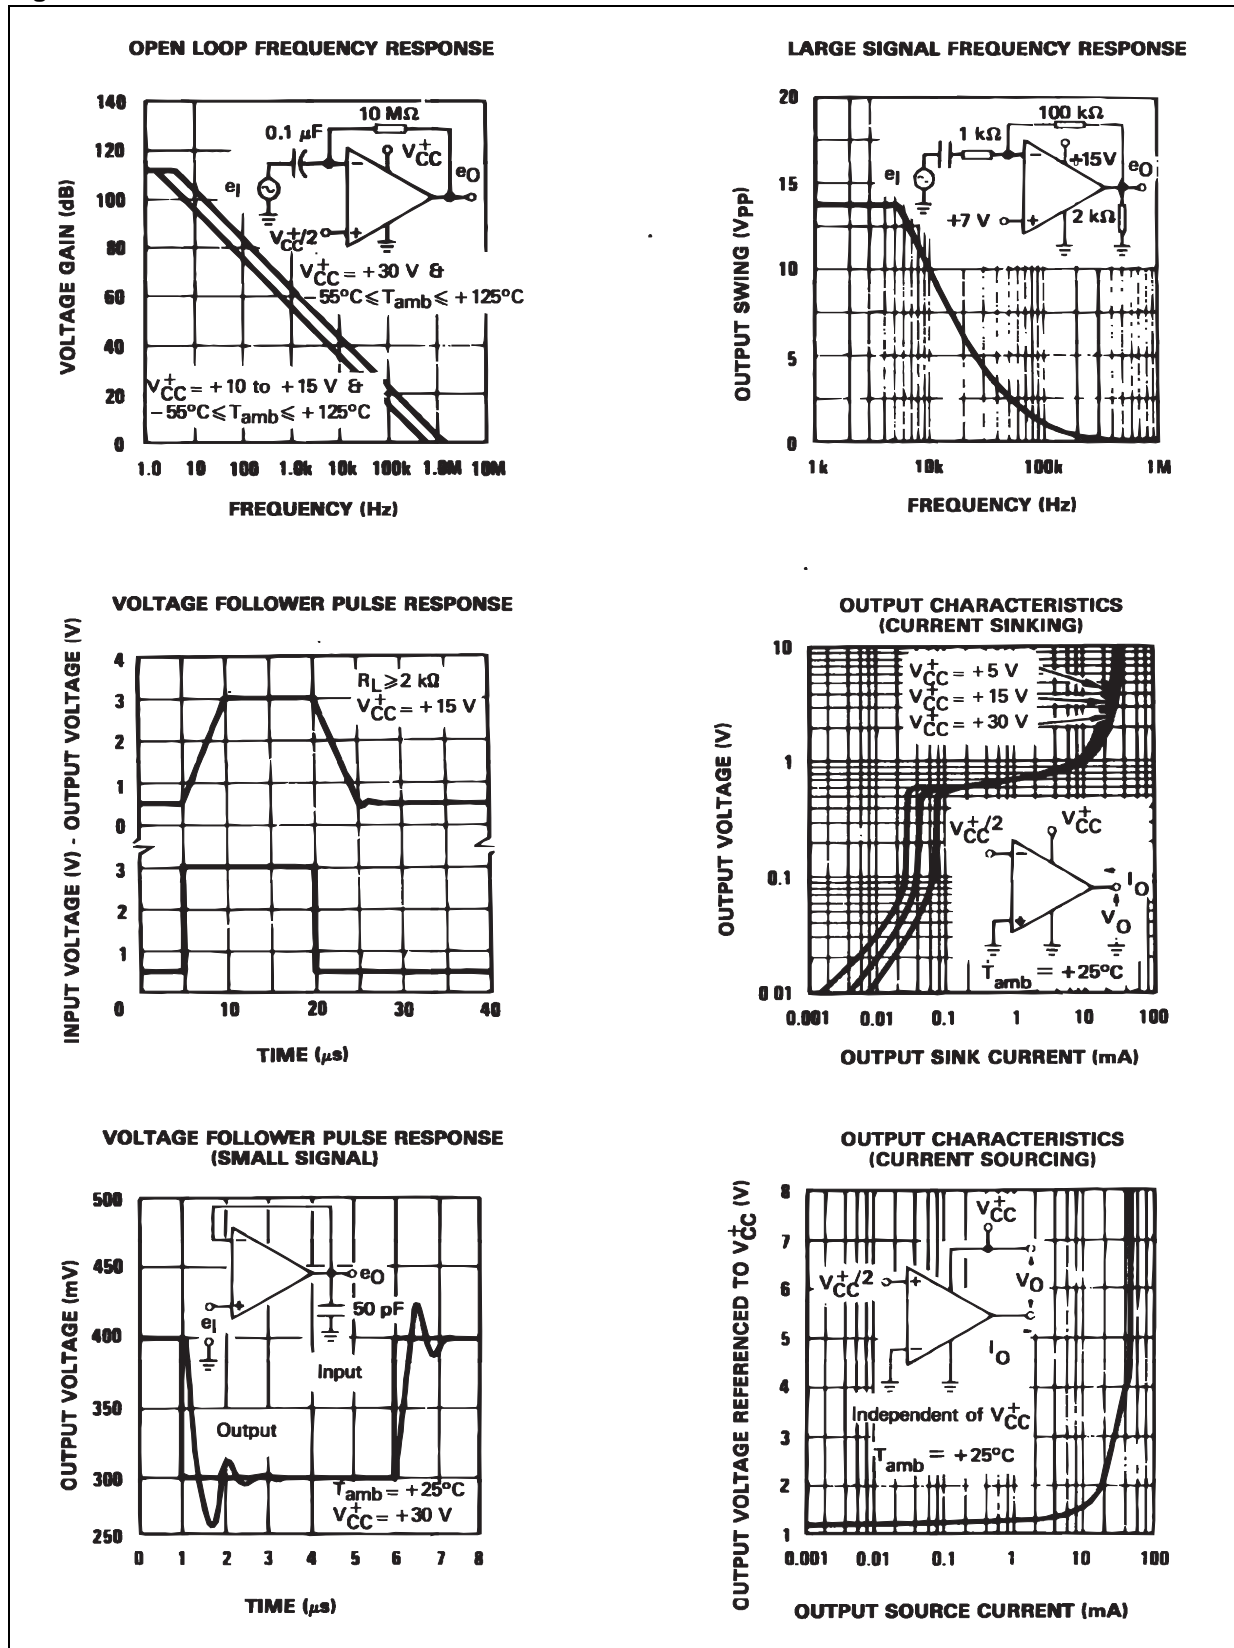 OPEN LOOP FREQUENCY RESPONSE
VOLTAGE GAIN (dB)
140
120
100
80
60
40
20
0
10 MΩ
0.1 μF
V+CC
eI
eO
V+CC/2
V+CC = +30 V &
-55°C ≤ Tamb ≤ +125°C
V+CC = +10 to +15 V &
-55°C ≤ Tamb ≤ +125°C
1.0 10 100 1.0k 10k 100k 1.0M 10M
FREQUENCY (Hz)
LARGE SIGNAL FREQUENCY RESPONSE
OUTPUT SWING (Vpp)
20
15
10
5
0
100 kΩ
1 kΩ
+15V
eI
eO
+7 V
2 kΩ
1k 10k 100k 1M
FREQUENCY (Hz)
VOLTAGE FOLLOWER PULSE RESPONSE
INPUT VOLTAGE (V) - OUTPUT VOLTAGE (V)
4
3
2
1
0
3
2
1
RL ≥ 2 kΩ
V+CC = +15 V
0 10 20 30 40
TIME (μs)
OUTPUT CHARACTERISTICS
(CURRENT SINKING)
OUTPUT VOLTAGE (V)
10
1
0.1
0 01
V+CC = +5 V
V+CC = +15 V
V+CC = +30 V
V+CC/2
V+CC
-
+
IO
VO
Tamb = +25°C
0.001 0.01 0.1 1 10 100
OUTPUT SINK CURRENT (mA)
VOLTAGE FOLLOWER PULSE RESPONSE
(SMALL SIGNAL)
OUTPUT VOLTAGE (mV)
500
450
400
350
300
250
eO
50 pF
eI
Input
Output
Tamb = +25°C
V+CC = +30 V
0 1 2 3 4 5 6 7 8
TIME (μs)
OUTPUT CHARACTERISTICS
(CURRENT SOURCING)
OUTPUT VOLTAGE REFERENCED TO V+CC (V)
8
7
6
5
4
3
2
1
V+CC
V+CC/2
+
-
VO
IO
Independent of V+CC
Tamb = +25°C
0.001 0.01 0.1 1 10 100
OUTPUT SOURCE CURRENT (mA)